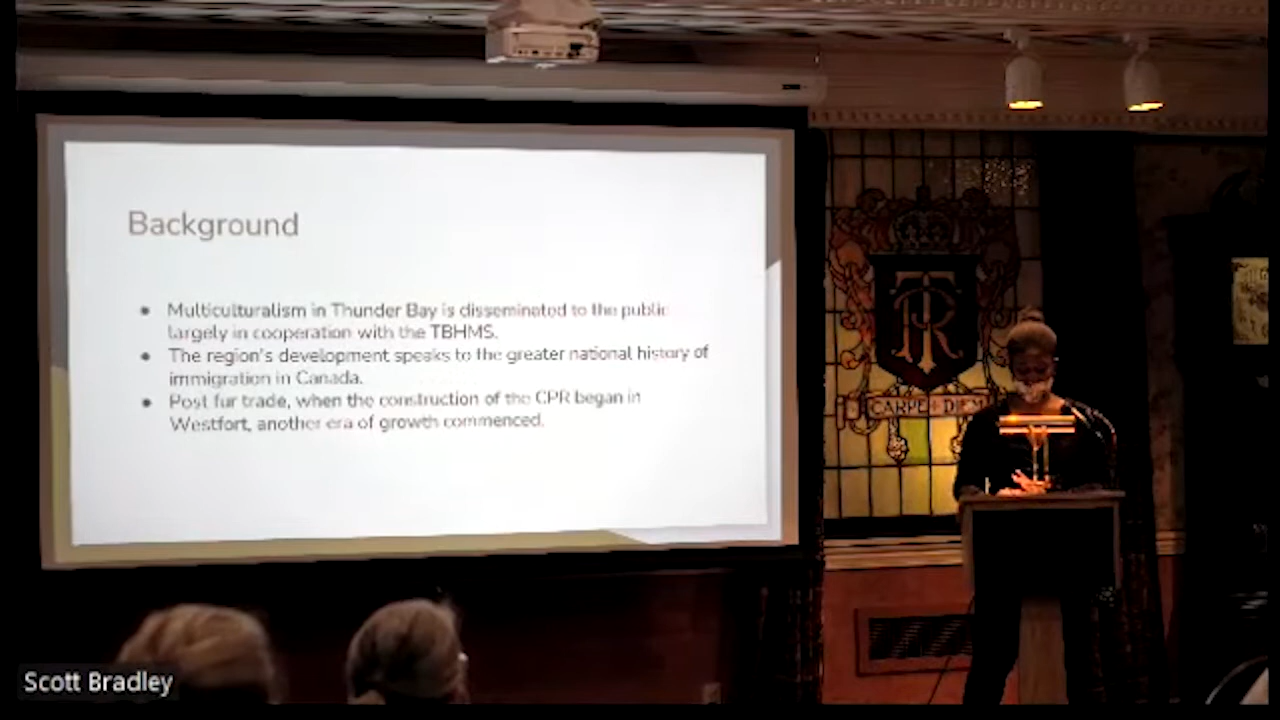 Background
● Multiculturalism in Thunder Bay is disseminated to the public
largely in cooperation with the TBHMS.
● The region's development speaks to the greater national history of
immigration in Canada.
● Post fur trade, when the construction of the CPR began in
Westfort, another era of growth commenced.
TR
CARPE DIEM
Scott Bradley